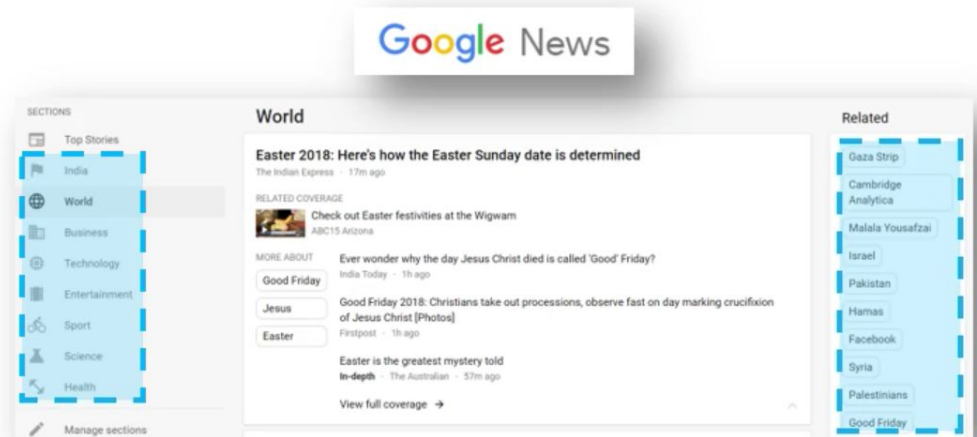 Google News
SECTIONS
Top Stories
India
World
Business
Technology
Entertainment
Sport
Science
Health
Manage sections
World
Easter 2018: Here's how the Easter Sunday date is determined
The Indian Express · 17m ago
RELATED COVERAGE
Check out Easter festivities at the Wigwam
ABC15 Arizona
MORE ABOUT
Good Friday
Jesus
Easter
Ever wonder why the day Jesus Christ died is called 'Good' Friday?
India Today · 1h ago
Good Friday 2018: Christians take out processions, observe fast on day marking crucifixion
of Jesus Christ [Photos]
Firstpost · 1h ago
Easter is the greatest mystery told
In-depth · The Australian · 57m ago
View full coverage →
Related
Gaza Strip
Cambridge
Analytica
Malala Yousafzai
Israel
Pakistan
Hamas
Facebook
Syria
Palestinians
Good Friday